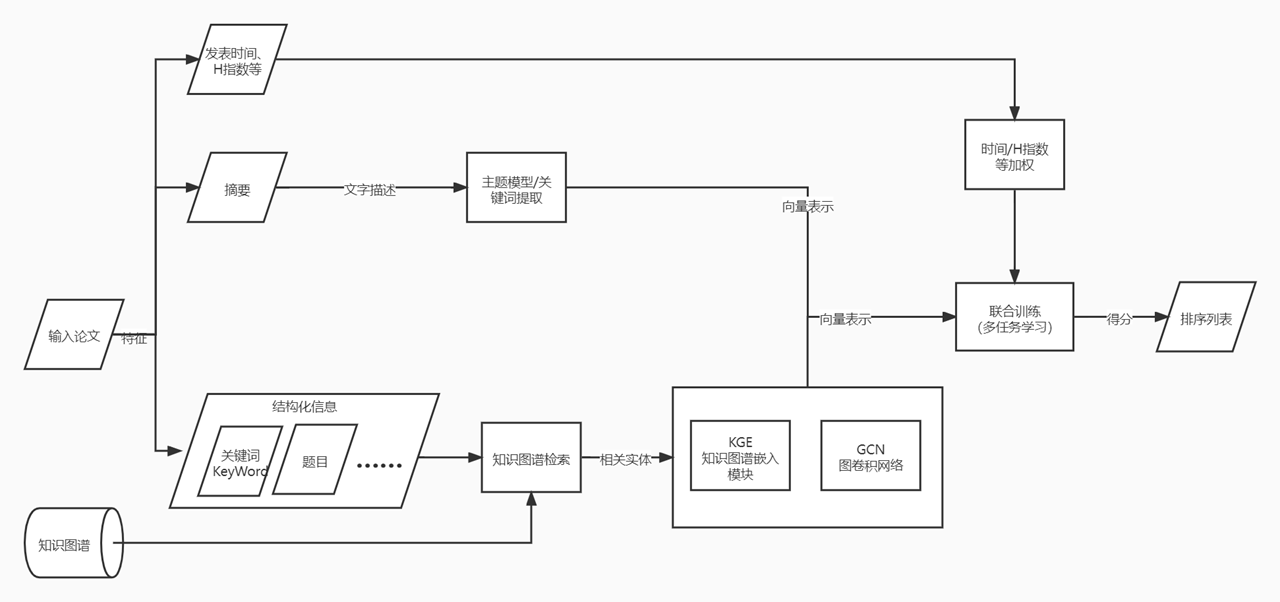 发表时间、
H指数等
时间/H指数
等加权
摘要
文字描述
主题模型/关
键词提取
向量表示
输入论文
特征
向量表示
联合训练
（多任务学习）
得分
排序列表
结构化信息
关键词
KeyWord
题目
······
知识图谱检索
相关实体
KGE
知识图谱嵌入
模块
GCN
图卷积网络
知识图谱